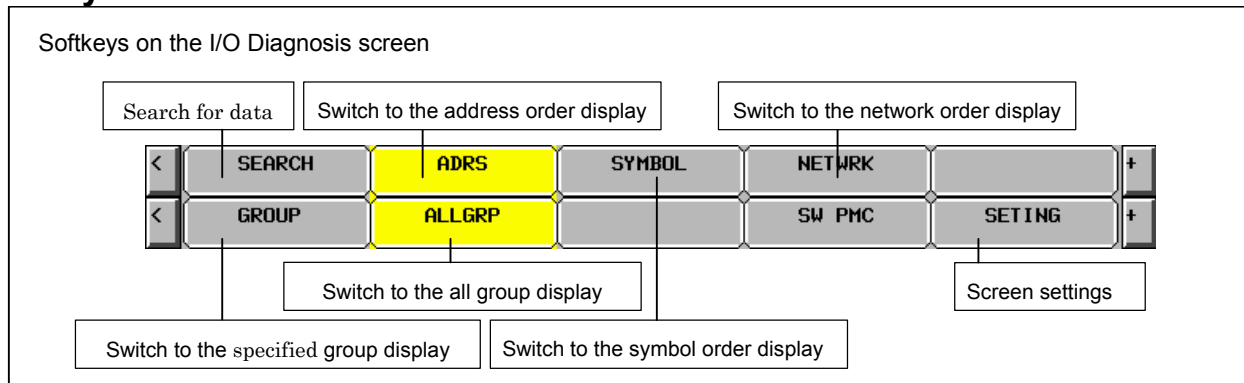 Softkeys on the I/O Diagnosis screen
Search for data
Switch to the address order display
Switch to the network order display
< SEARCH ADRS SYMBOL NETWRK +
< GROUP ALLGRP SW PMC SETING +
Switch to the all group display
Screen settings
Switch to the specified group display
Switch to the symbol order display